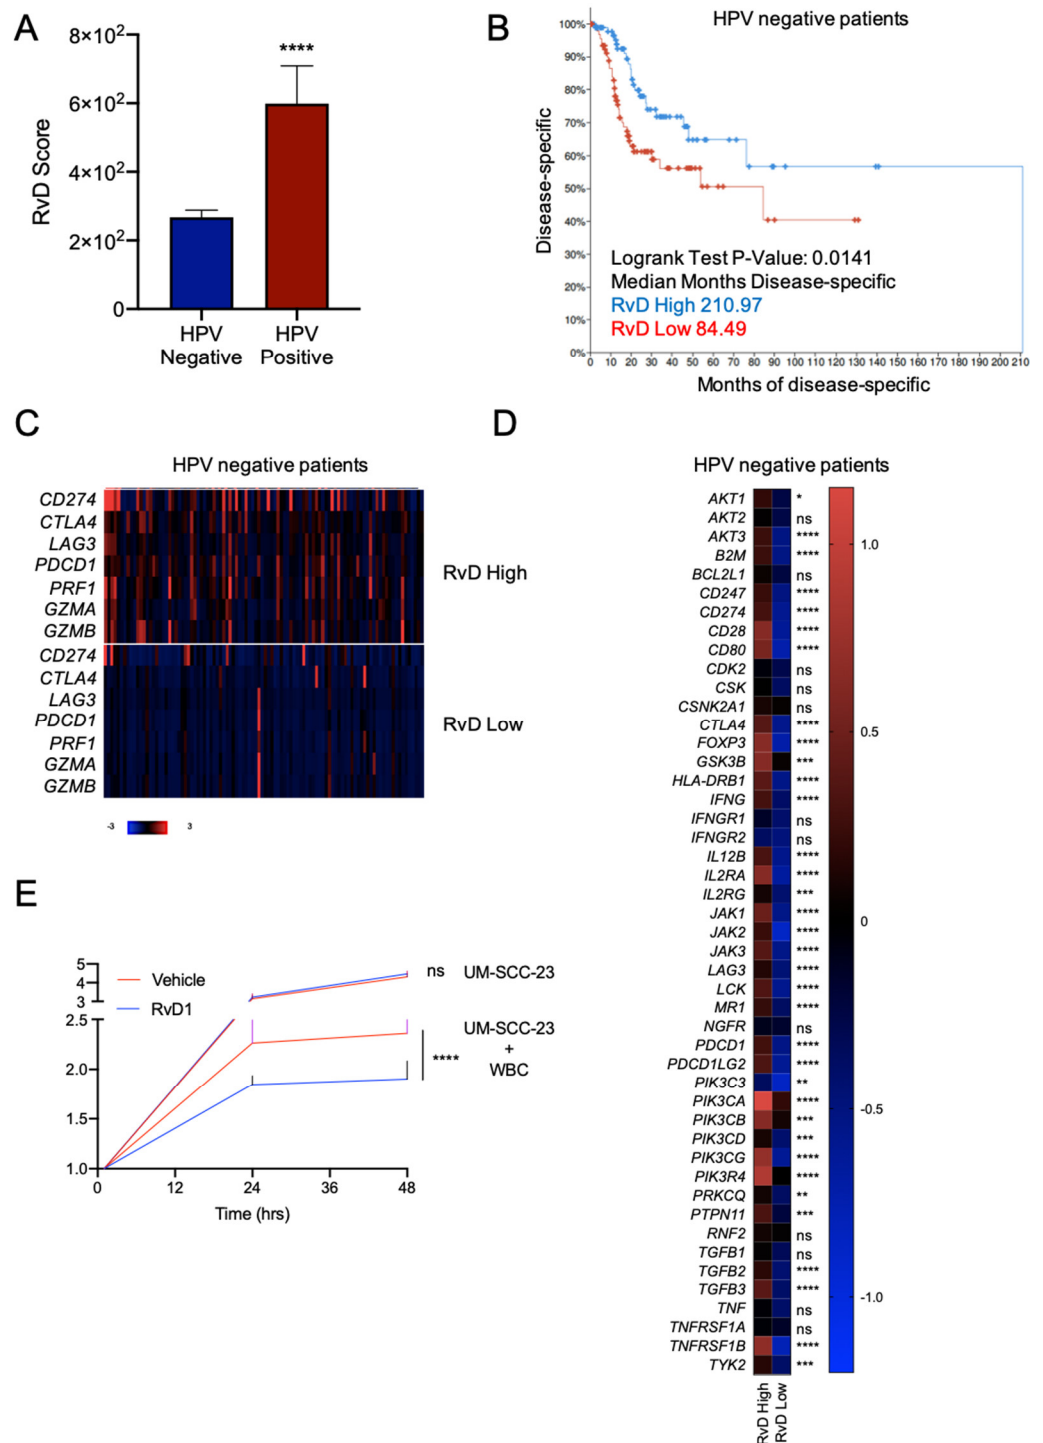 A
8×10²
6×10²
4×10²
2×10²
0
RvD Score
****
HPV
Negative
HPV
Positive
B
HPV negative patients
100%
90%
80%
70%
60%
50%
40%
30%
20%
10%
0%
Disease-specific
Logrank Test P-Value: 0.0141
Median Months Disease-specific
RvD High 210.97
RvD Low 84.49
0 10 20 30 40 50 60 70 80 90 100 110 120 130 140 150 160 170 180 190 200 210
Months of disease-specific
C
HPV negative patients
CD274
CTLA4
LAG3
PDCD1
PRF1
GZMA
GZMB
RvD High
CD274
CTLA4
LAG3
PDCD1
PRF1
GZMA
GZMB
RvD Low
-3 3
D
HPV negative patients
AKT1 *
AKT2 ns
AKT3 ****
B2M ****
BCL2L1 ns
CD247 ****
CD274 ****
CD28 ****
CD80 ****
CDK2 ns
CSK ns
CSNK2A1 ns
CTLA4 ****
FOXP3 ****
GSK3B ***
HLA-DRB1 ****
IFNG ****
IFNGR1 ns
IFNGR2 ns
IL12B ****
IL2RA ****
IL2RG ***
JAK1 ****
JAK2 ****
JAK3 ****
LAG3 ****
LCK ****
MR1 ****
NGFR ns
PDCD1 ****
PDCD1LG2 ****
PIK3C3 **
PIK3CA ****
PIK3CB ***
PIK3CD ***
PIK3CG ****
PIK3R4 ****
PRKCQ **
PTPN11 ***
RNF2 ns
TGFB1 ns
TGFB2 ****
TGFB3 ****
TNF ns
TNFRSF1A ns
TNFRSF1B ****
TYK2 ***
RvD High
RvD Low
1.0
0.5
0
-0.5
-1.0
E
5
4
3
2.5
2.0
1.5
1.0
Vehicle
RvD1
ns UM-SCC-23
****
UM-SCC-23
+
WBC
0 12 24 36 48
Time (hrs)